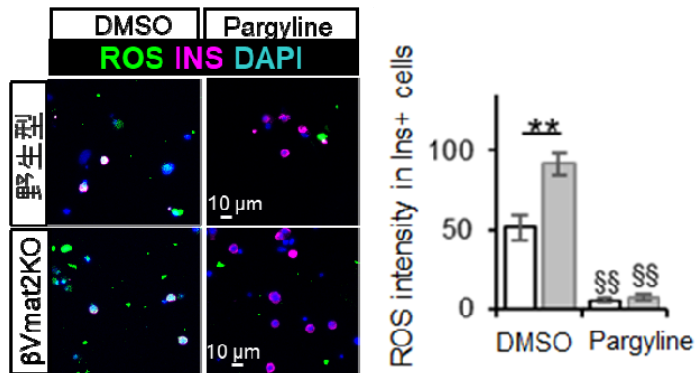 DMSO Pargyline
ROS INS DAPI
野生型
10 μm
βVmat2KO
10 μm
ROS intensity in Ins+ cells
**
100
50
§§ §§
0
DMSO Pargyline